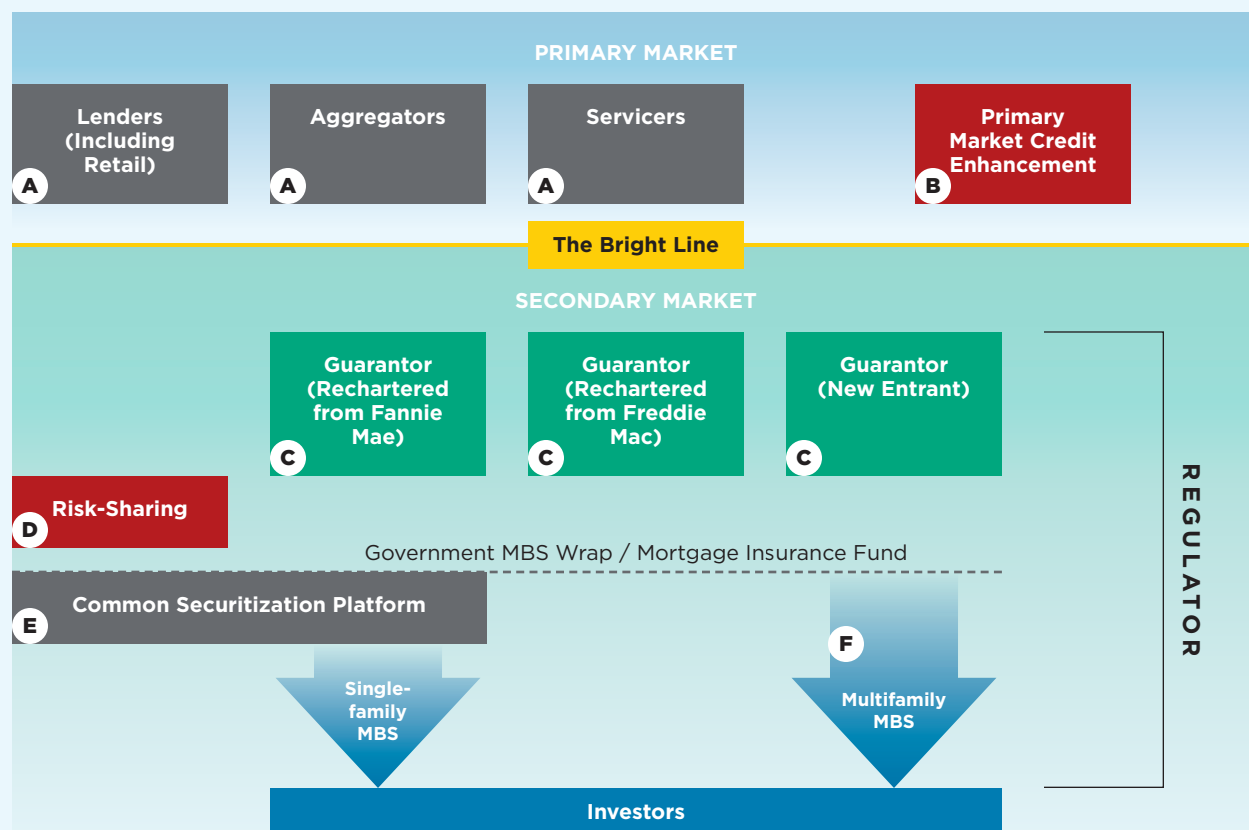 PRIMARY MARKET
Lenders
(Including
Retail)
A
Aggregators
A
Servicers
A
Primary
Market Credit
Enhancement
B
The Bright Line
SECONDARY MARKET
Guarantor
(Rechartered
from Fannie
Mae)
C
Guarantor
(Rechartered
from Freddie
Mac)
C
Guarantor
(New Entrant)
C
REGULATOR
Risk-Sharing
D
Government MBS Wrap / Mortgage Insurance Fund
Common Securitization Platform
E
F
Single-
family
MBS
Multifamily
MBS
Investors